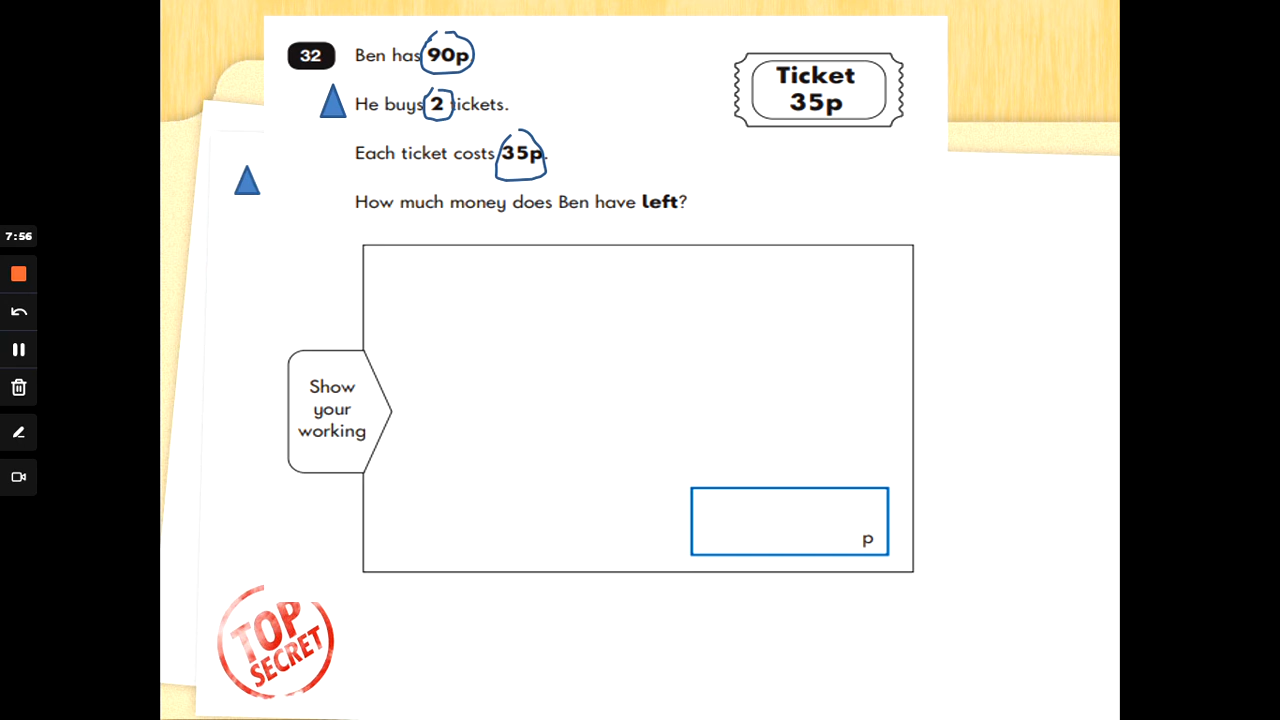 32
Ben has 90p
He buys 2 tickets.
Each ticket costs 35p.
How much money does Ben have left?
Ticket
35p
7:56
Show
your
working
p
TOP
SECRET